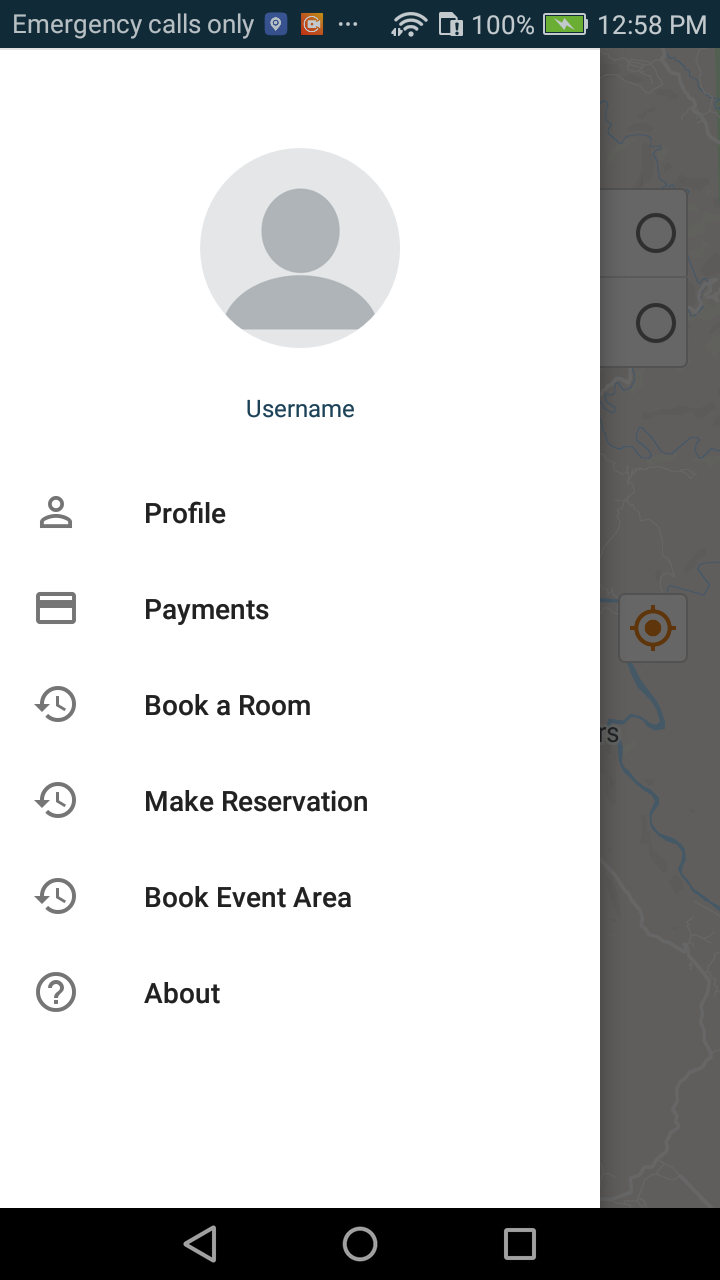 Emergency calls only ... 100% 12:58 PM
Username
Profile
Payments
Book a Room
rs
Make Reservation
Book Event Area
About